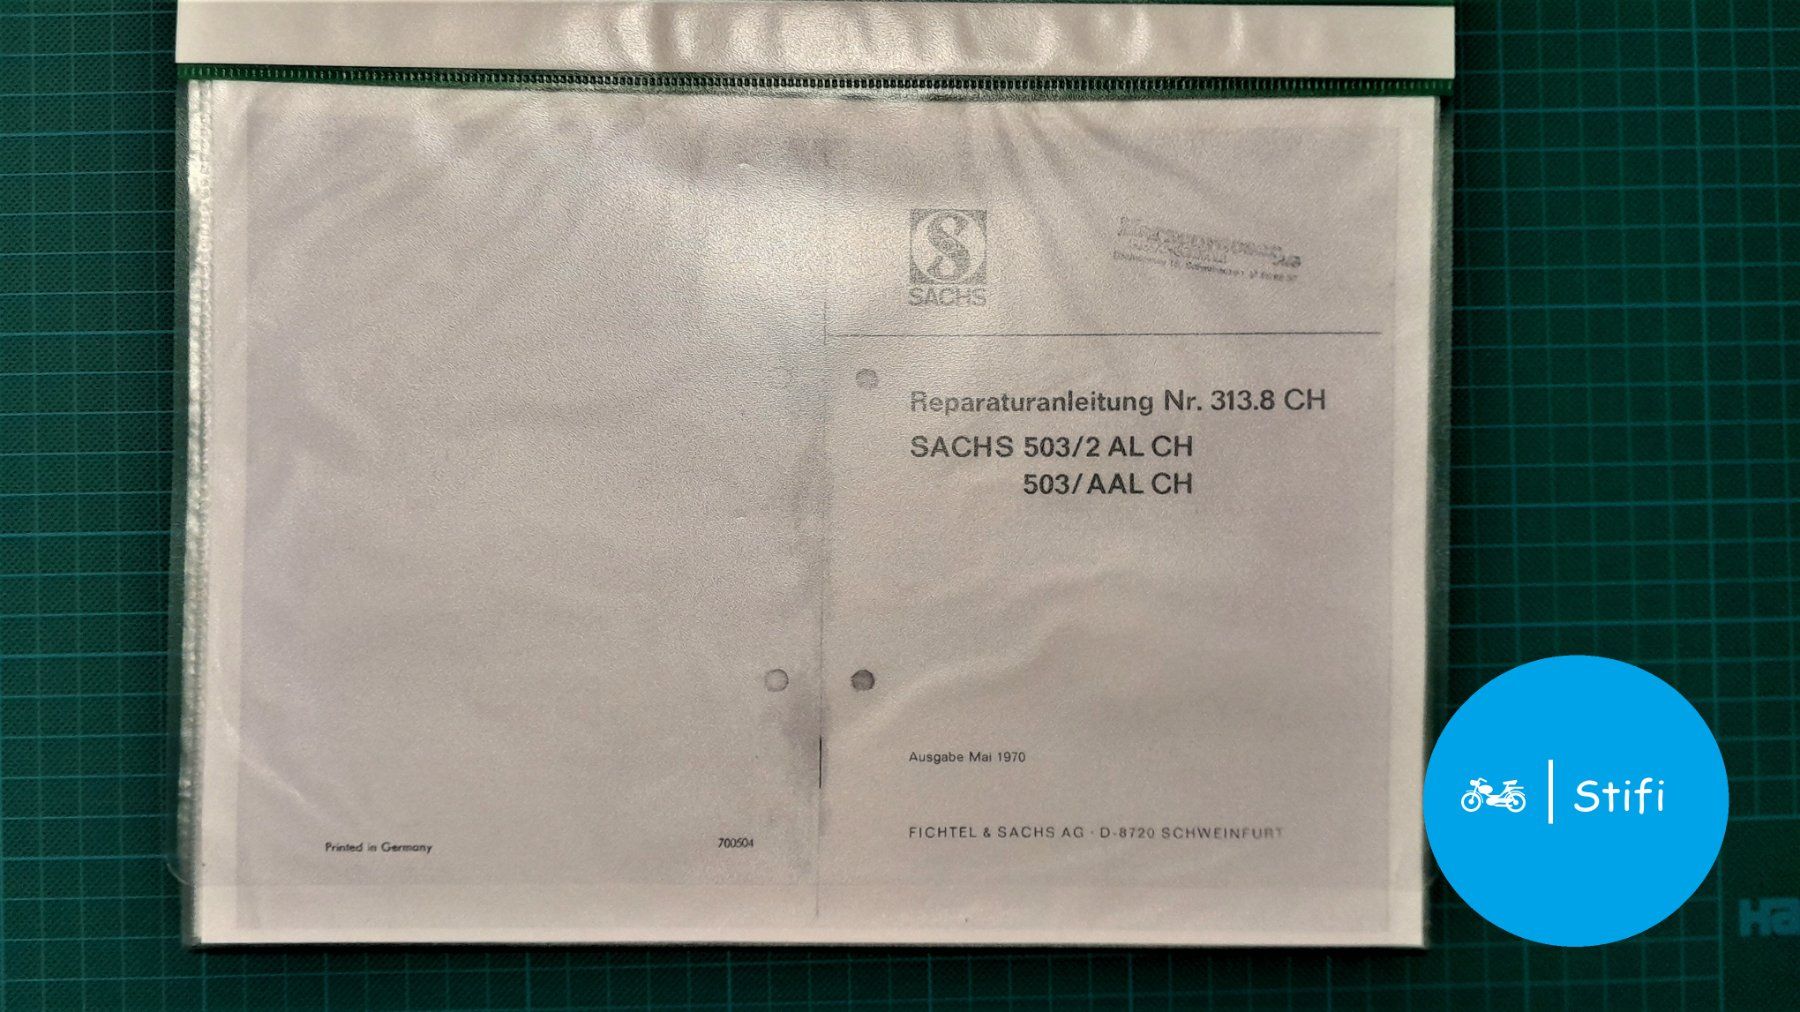 SACHS
Reparaturanleitung Nr. 313.8 CH
SACHS 503/2 AL CH
503/AAL CH
Ausgabe Mai 1970
FICHTEL & SACHS AG · D-8720 SCHWEINFURT
Printed in Germany
700504
Stifi